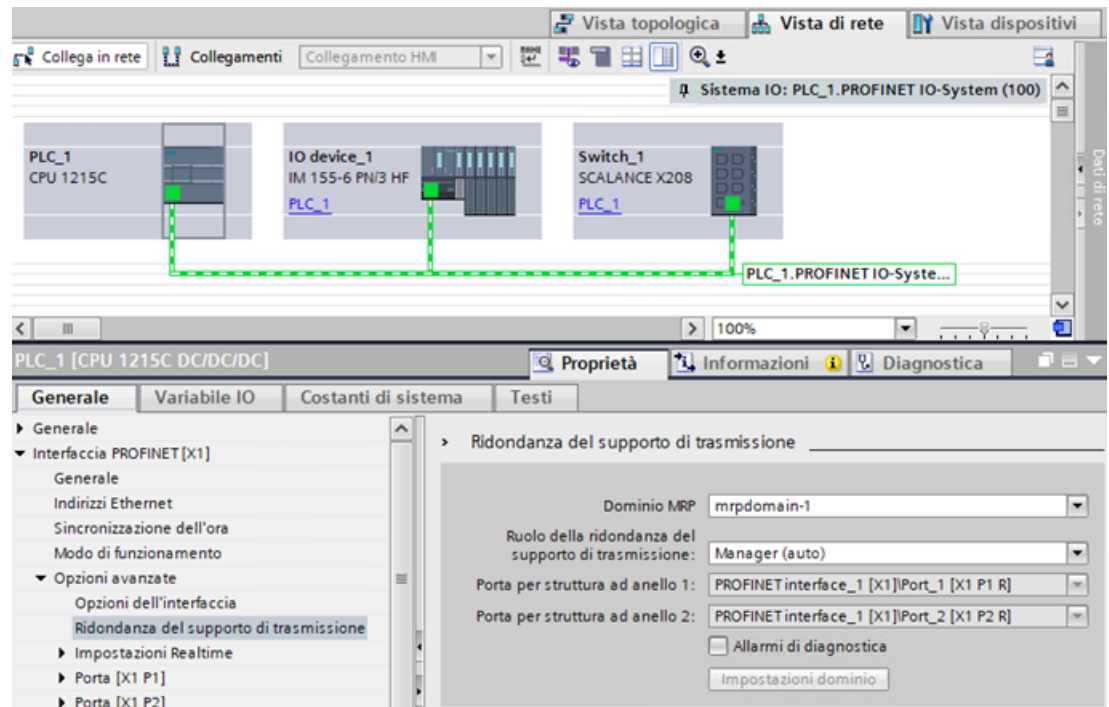 Vista topologica Vista di rete Vista dispositivi
Collega in rete Collegamenti Collegamento HMI
Sistema IO: PLC_1.PROFINET IO-System (100)
PLC_1 IO device_1 Switch_1
CPU 1215C IM 155-6 PN/3 HF SCALANCE X208
PLC_1 PLC_1
PLC_1.PROFINET IO-Syste...
Dati di rete
100%
PLC_1 [CPU 1215C DC/DC/DC] Proprietà Informazioni Diagnostica
Generale Variabile IO Costanti di sistema Testi
Generale
Interfaccia PROFINET [X1]
Generale
Indirizzi Ethernet
Sincronizzazione dell'ora
Modo di funzionamento
Opzioni avanzate
Opzioni dell'interfaccia
Ridondanza del supporto di trasmissione
Impostazioni Realtime
Porta [X1 P1]
Porta [X1 P2]
Ridondanza del supporto di trasmissione
Dominio MRP mrpdomain-1
Ruolo della ridondanza del
supporto di trasmissione: Manager (auto)
Porta per struttura ad anello 1: PROFINET interface_1 [X1]\Port_1 [X1 P1 R]
Porta per struttura ad anello 2: PROFINET interface_1 [X1]\Port_2 [X1 P2 R]
Allarmi di diagnostica
Impostazioni dominio